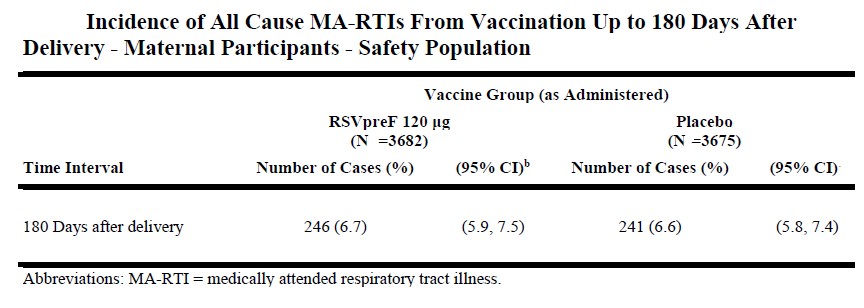 Incidence of All Cause MA-RTIs From Vaccination Up to 180 Days After
Delivery - Maternal Participants - Safety Population
Vaccine Group (as Administered)
RSVpreF 120 µg Placebo
(N =3682) (N =3675)
Time Interval Number of Cases (%) (95% CI)b Number of Cases (%) (95% CI)
180 Days after delivery 246 (6.7) (5.9, 7.5) 241 (6.6) (5.8, 7.4)
Abbreviations: MA-RTI = medically attended respiratory tract illness.